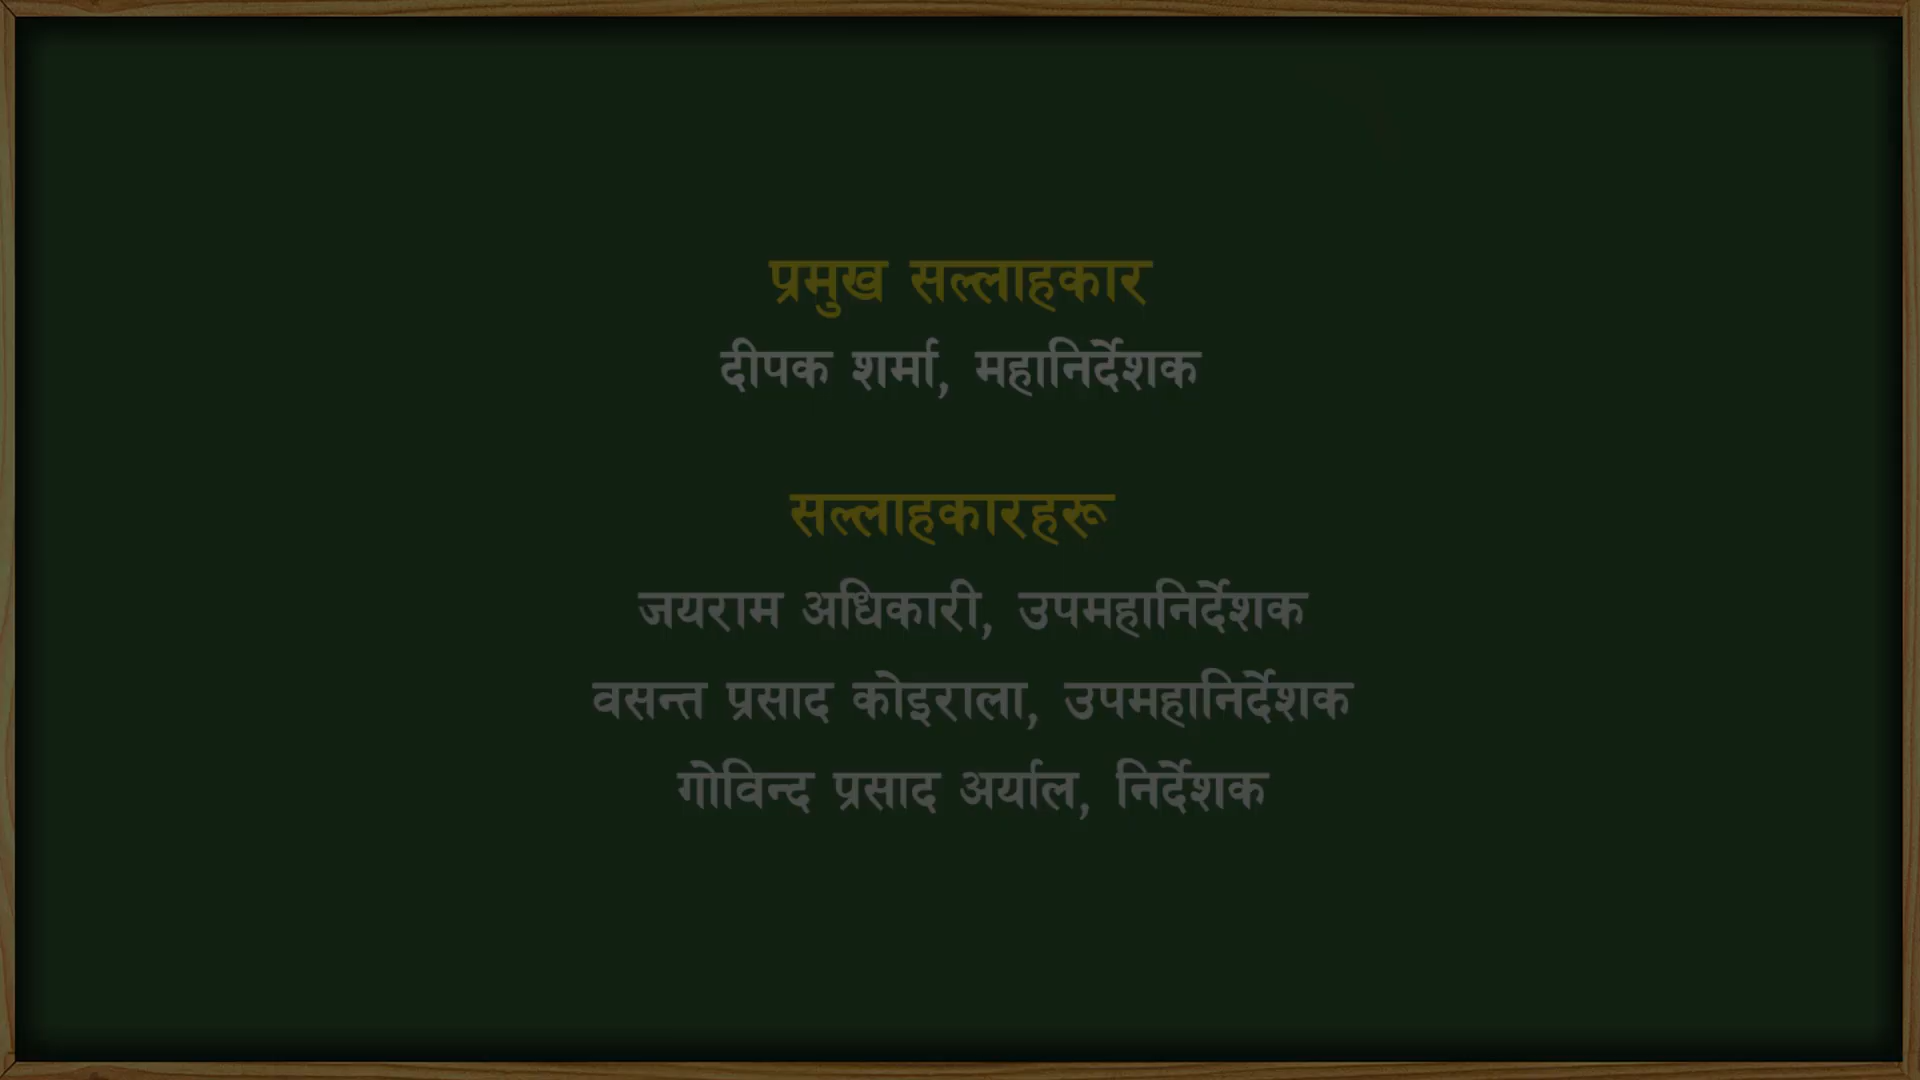 प्रमुख सल्लाहकार
दीपक शर्मा, महानिर्देशक
सल्लाहकारहरू
जयराम अधिकारी, उपमहानिर्देशक
वसन्त प्रसाद कोइराला, उपमहानिर्देशक
गोविन्द प्रसाद अर्याल, निर्देशक